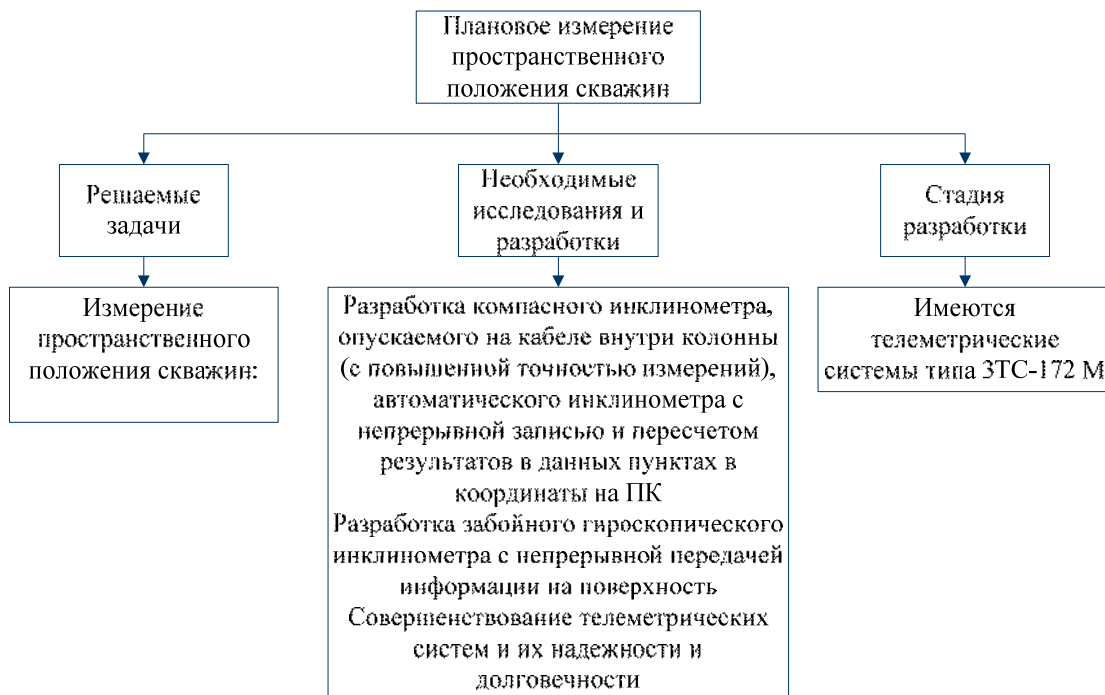 Плановое измерение
пространственного
положения скважин
Решаемые
задачи
Необходимые
исследования и
разработки
Стадия
разработки
Измерение
пространственного
положения скважин:
Разработка компасного инклинометра,
опускаемого на кабеле внутри колонны
(с повышенной точностью измерений),
автоматического инклинометра с
непрерывной записью и пересчетом
результатов в данных пунктах в
координаты на ПК
Разработка забойного гироскопического
инклинометра с непрерывной передачей
информации на поверхность
Совершенствование телеметрических
систем и их надежности и
долговечности
Имеются
телеметрические
системы типа ЗТС-172 М